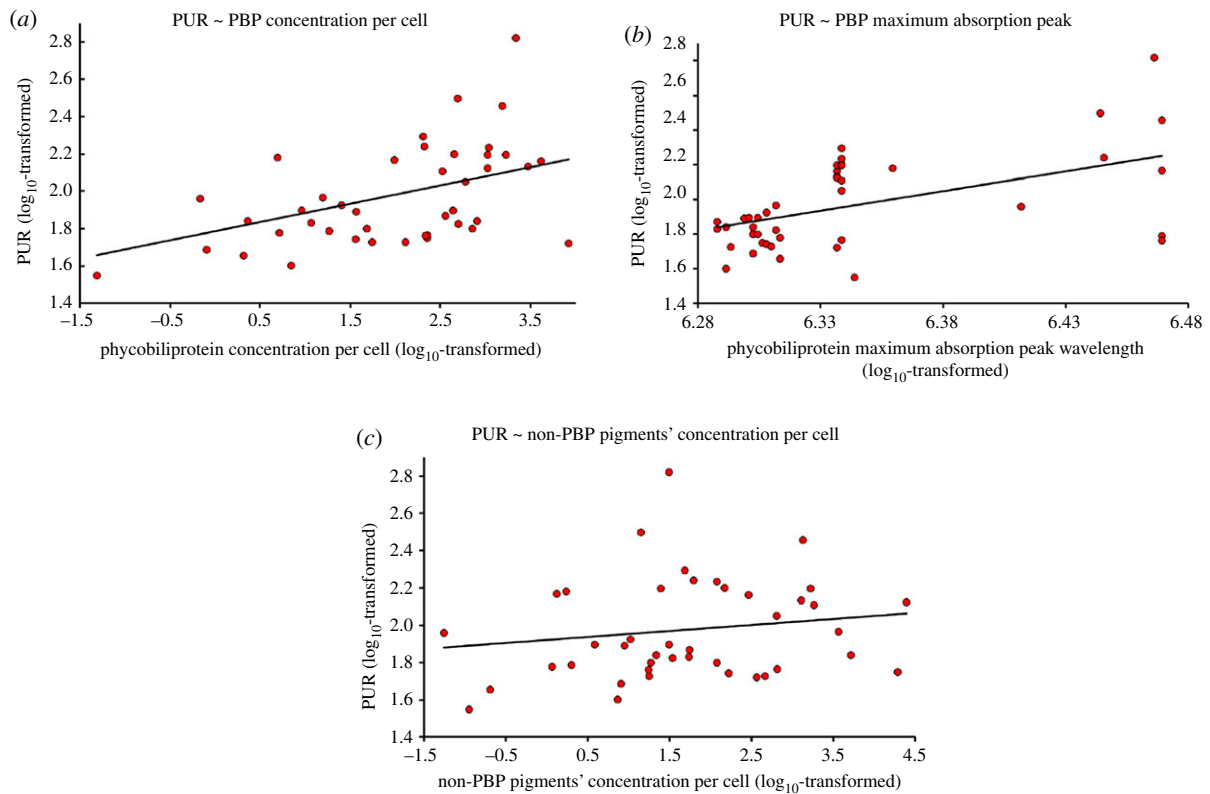 (a)
PUR ~ PBP concentration per cell
2.8
2.6
2.4
2.2
2.0
1.8
1.6
1.4
PUR (log10-transformed)
–1.5 –0.5 0.5 1.5 2.5 3.5
phycobiliprotein concentration per cell (log10-transformed)
(b)
PUR ~ PBP maximum absorption peak
2.8
2.6
2.4
2.2
2.0
1.8
1.6
1.4
PUR (log10-transformed)
6.28 6.33 6.38 6.43 6.48
phycobiliprotein maximum absorption peak wavelength
(log10-transformed)
(c)
PUR ~ non-PBP pigments’ concentration per cell
2.8
2.6
2.4
2.2
2.0
1.8
1.6
1.4
PUR (log10-transformed)
–1.5 –0.5 0.5 1.5 2.5 3.5 4.5
non-PBP pigments’ concentration per cell (log10-transformed)